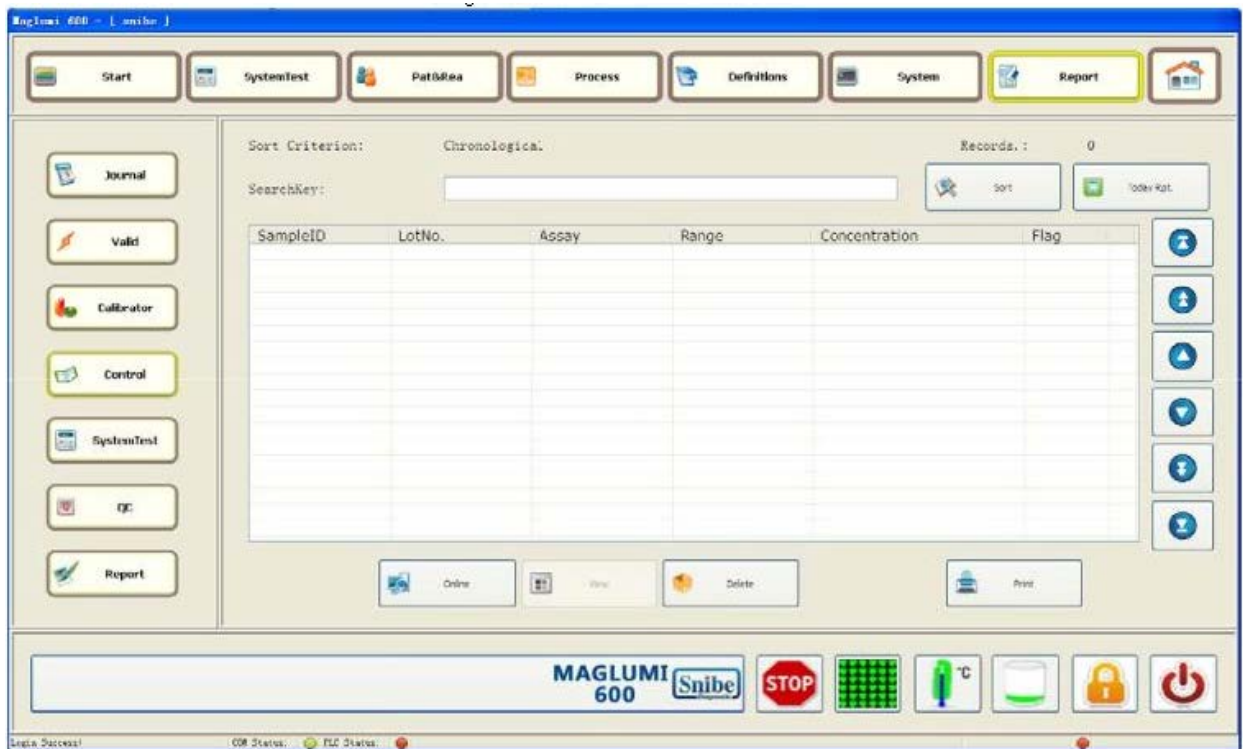 Maglumi 600 - [ snibe ]
Start SystemTest Pat&Rea Process Definitions System Report
Sort Criterion: Chronological Records.: 0
Journal
SearchKey: Sort Today Rpt.
Valid
SampleID LotNo. Assay Range Concentration Flag
Calibrator
Control
SystemTest
QC
Report
Online View Delete Print
MAGLUMI
600
Snibe
STOP
°C
Login Success! COM Status: PLC Status: